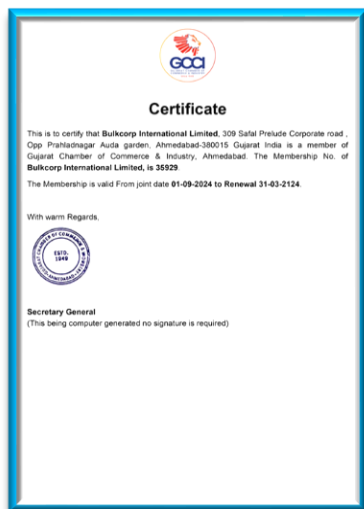 GCCI
Certificate
This is to certify that Bulkcorp International Limited, 309 Safal Prelude Corporate road ,
Opp Prahladnagar Auda garden, Ahmedabad-380015 Gujarat India is a member of
Gujarat Chamber of Commerce & Industry, Ahmedabad. The Membership No. of
Bulkcorp International Limited, is 35929.
The Membership is valid From joint date 01-09-2024 to Renewal 31-03-2124.
With warm Regards,
ESTD.
1949
Secretary General
(This being computer generated no signature is required)